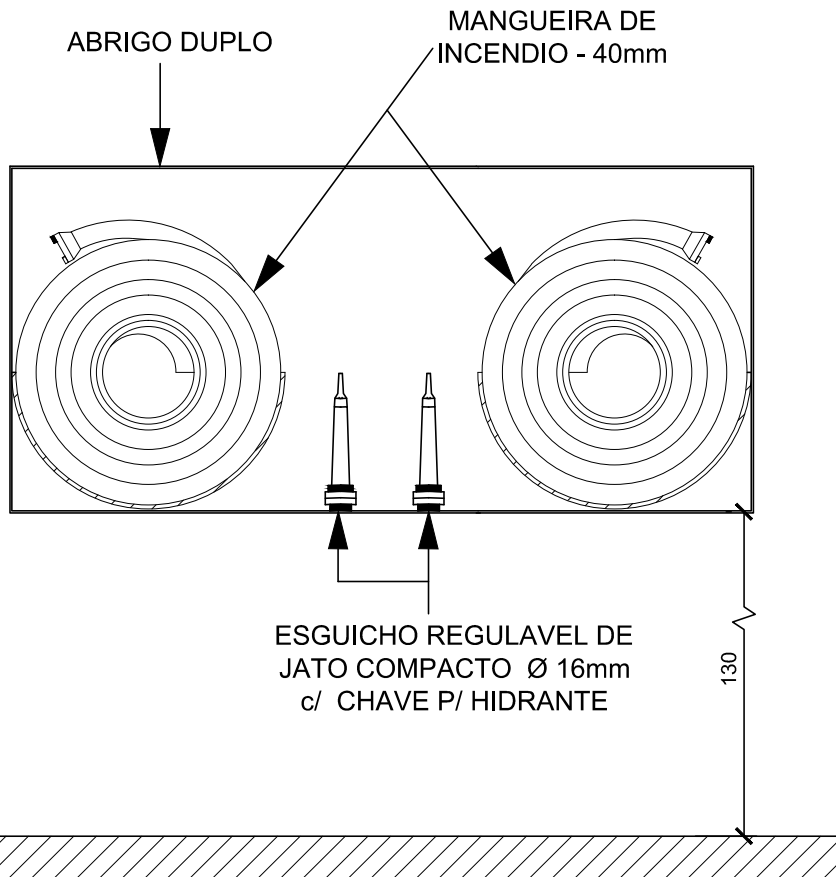 ABRIGO DUPLO
MANGUEIRA DE
INCENDIO - 40mm
ESGUICHO REGULAVEL DE
JATO COMPACTO Ø 16mm
c/ CHAVE P/ HIDRANTE
130